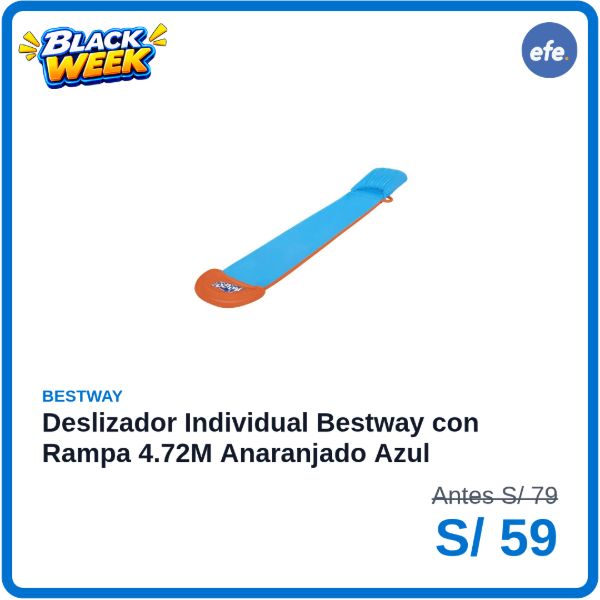 BLACK
WEEK
efe.
BESTWAY
Deslizador Individual Bestway con
Rampa 4.72M Anaranjado Azul
Antes S/ 79
S/ 59